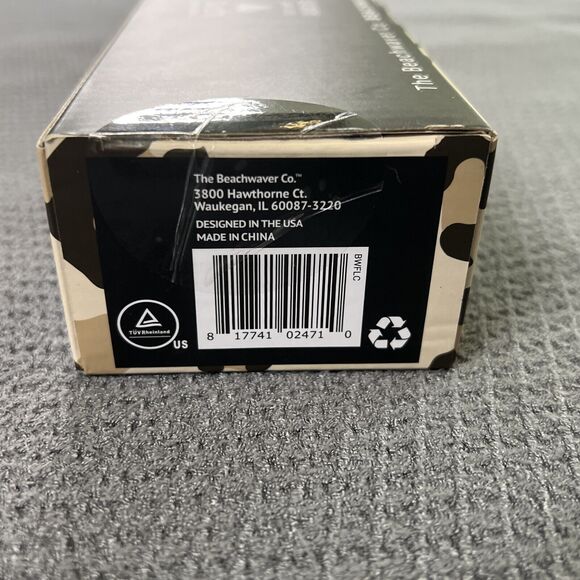 The Beachwaver
The Beachwaver Co.™
3800 Hawthorne Ct.
Waukegan, IL 60087-3220
DESIGNED IN THE USA
MADE IN CHINA
BWFLC
8 17741 02471 0
TÜVRheinland
US